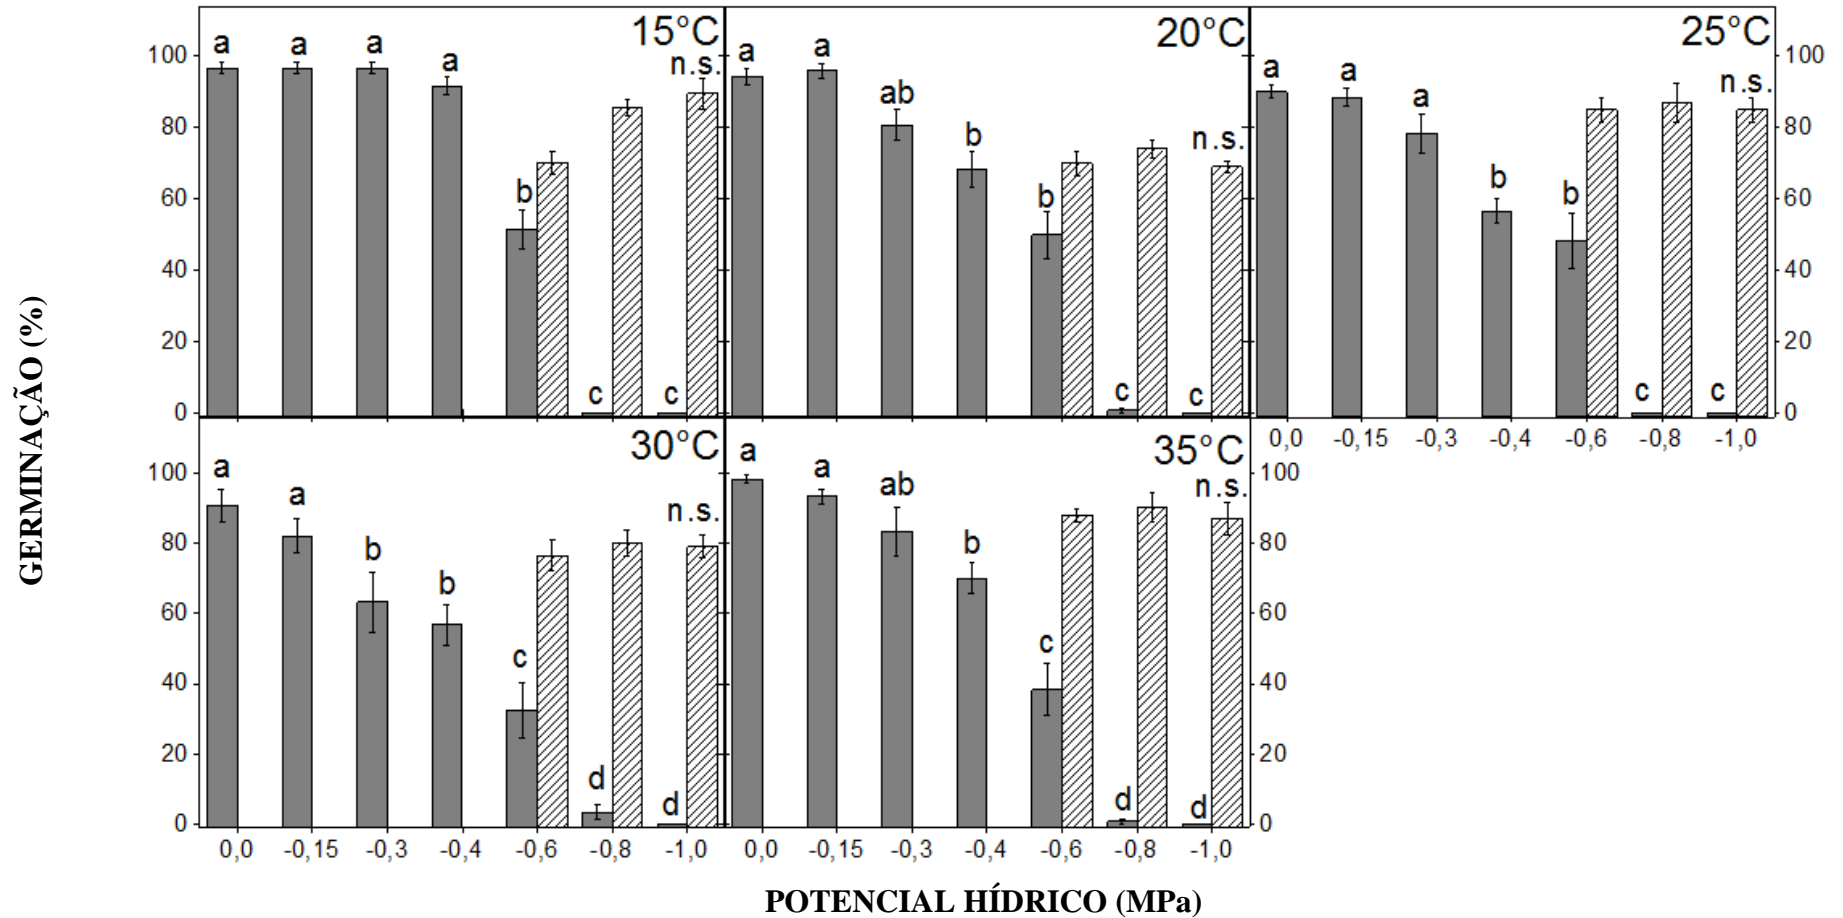 15°C 20°C 25°C
100 a a a a n.s. a a ab b n.s. a a a b n.s. 100
80 80
60 b b b 60
40 40
20 20
0 c c c c c c 0
0,0 -0,15 -0,3 -0,4 -0,6 -0,8 -1,0
30°C 35°C
100 a a b b n.s. a a ab b n.s. 100
80 80
60 c c 60
40 40
20 20
0 d d d d 0
0,0 -0,15 -0,3 -0,4 -0,6 -0,8 -1,0 0,0 -0,15 -0,3 -0,4 -0,6 -0,8 -1,0
GERMINAÇÃO (%)
POTENCIAL HÍDRICO (MPa)